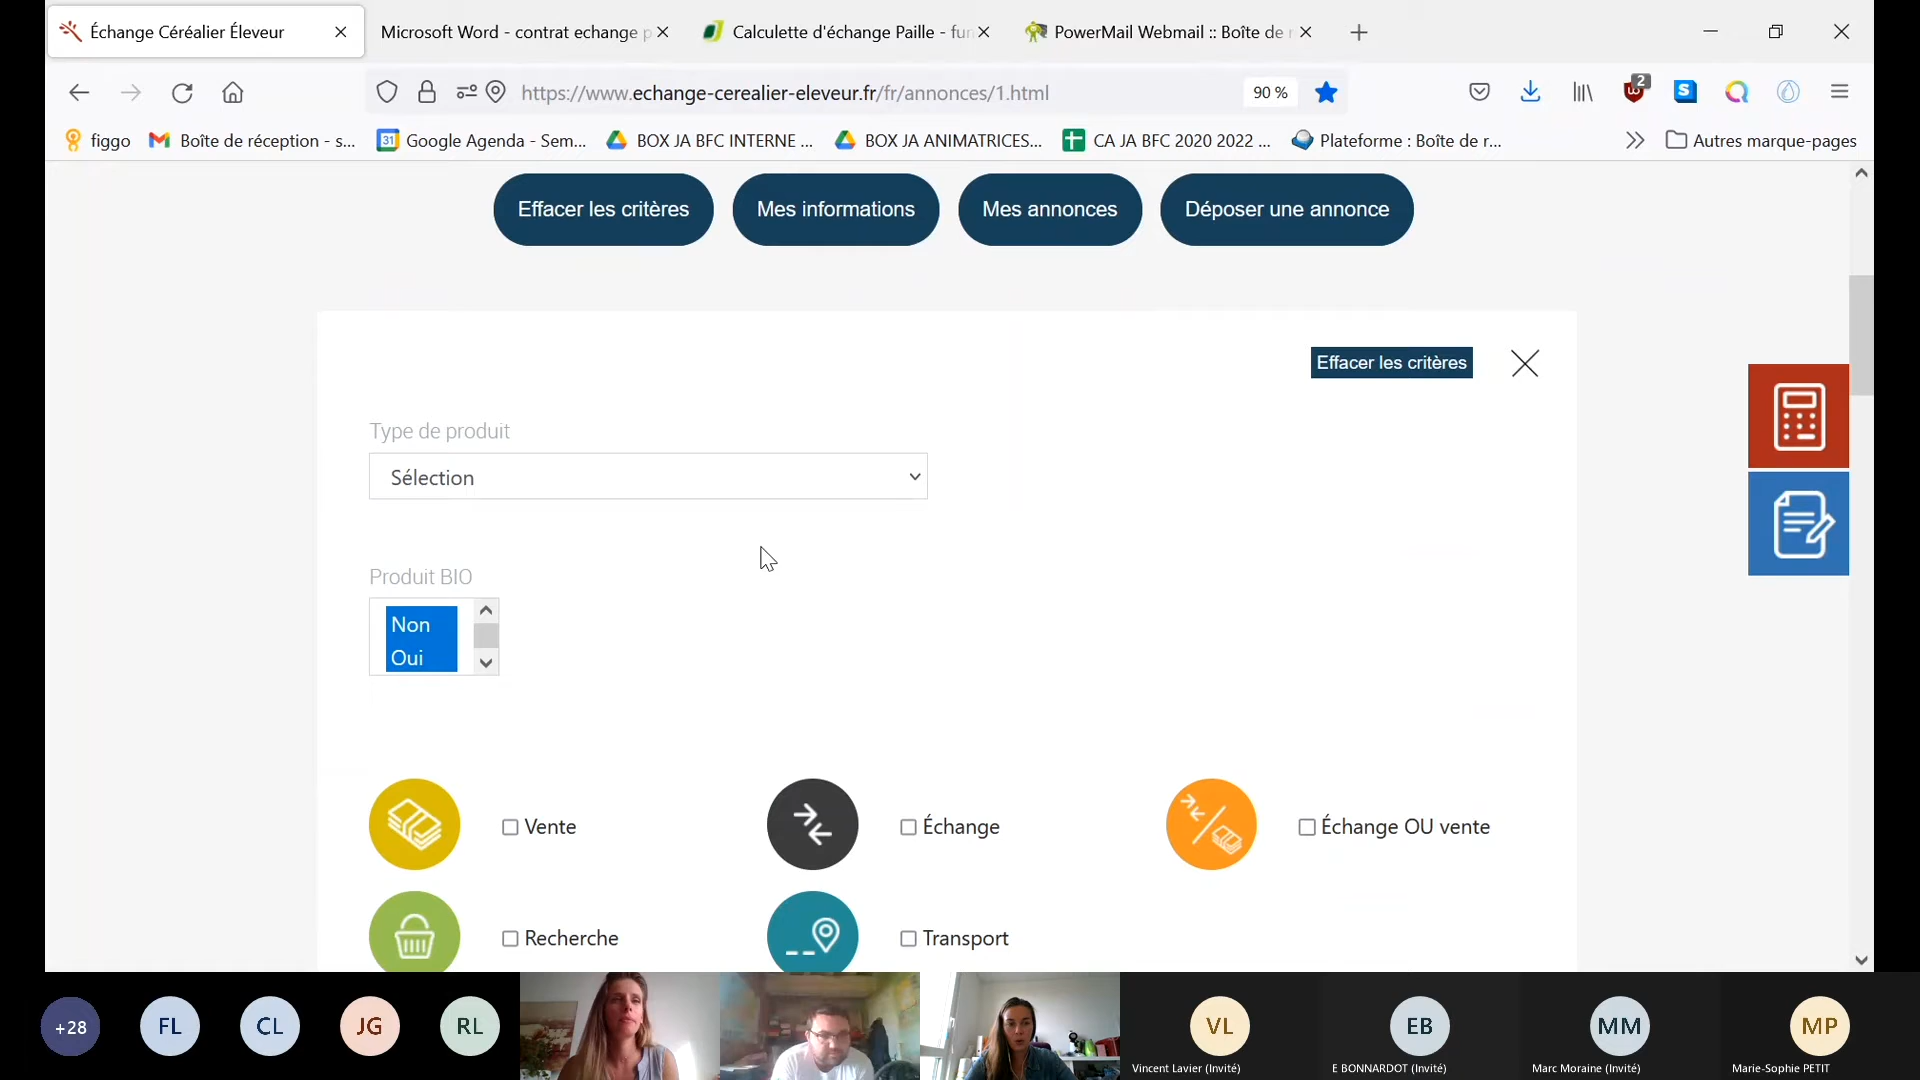 Échange Céréalier Éleveur
Microsoft Word - contrat echange p
Calculette d'échange Paille - fur
PowerMail Webmail :: Boîte de r
https://www.echange-cerealier-eleveur.fr/fr/annonces/1.html
90 %
2
S
figgo
Boîte de réception - s...
31
Google Agenda - Sem...
BOX JA BFC INTERNE ...
BOX JA ANIMATRICES...
CA JA BFC 2020 2022 ...
Plateforme : Boîte de r...
Autres marque-pages
Effacer les critères
Mes informations
Mes annonces
Déposer une annonce
Effacer les critères
Type de produit
Sélection
Produit BIO
Non
Oui
Vente
Échange
Échange OU vente
Recherche
Transport
+28
FL
CL
JG
RL
VL
EB
MM
MP
Vincent Lavier (Invité)
E BONNARDOT (Invité)
Marc Moraine (Invité)
Marie-Sophie PETIT